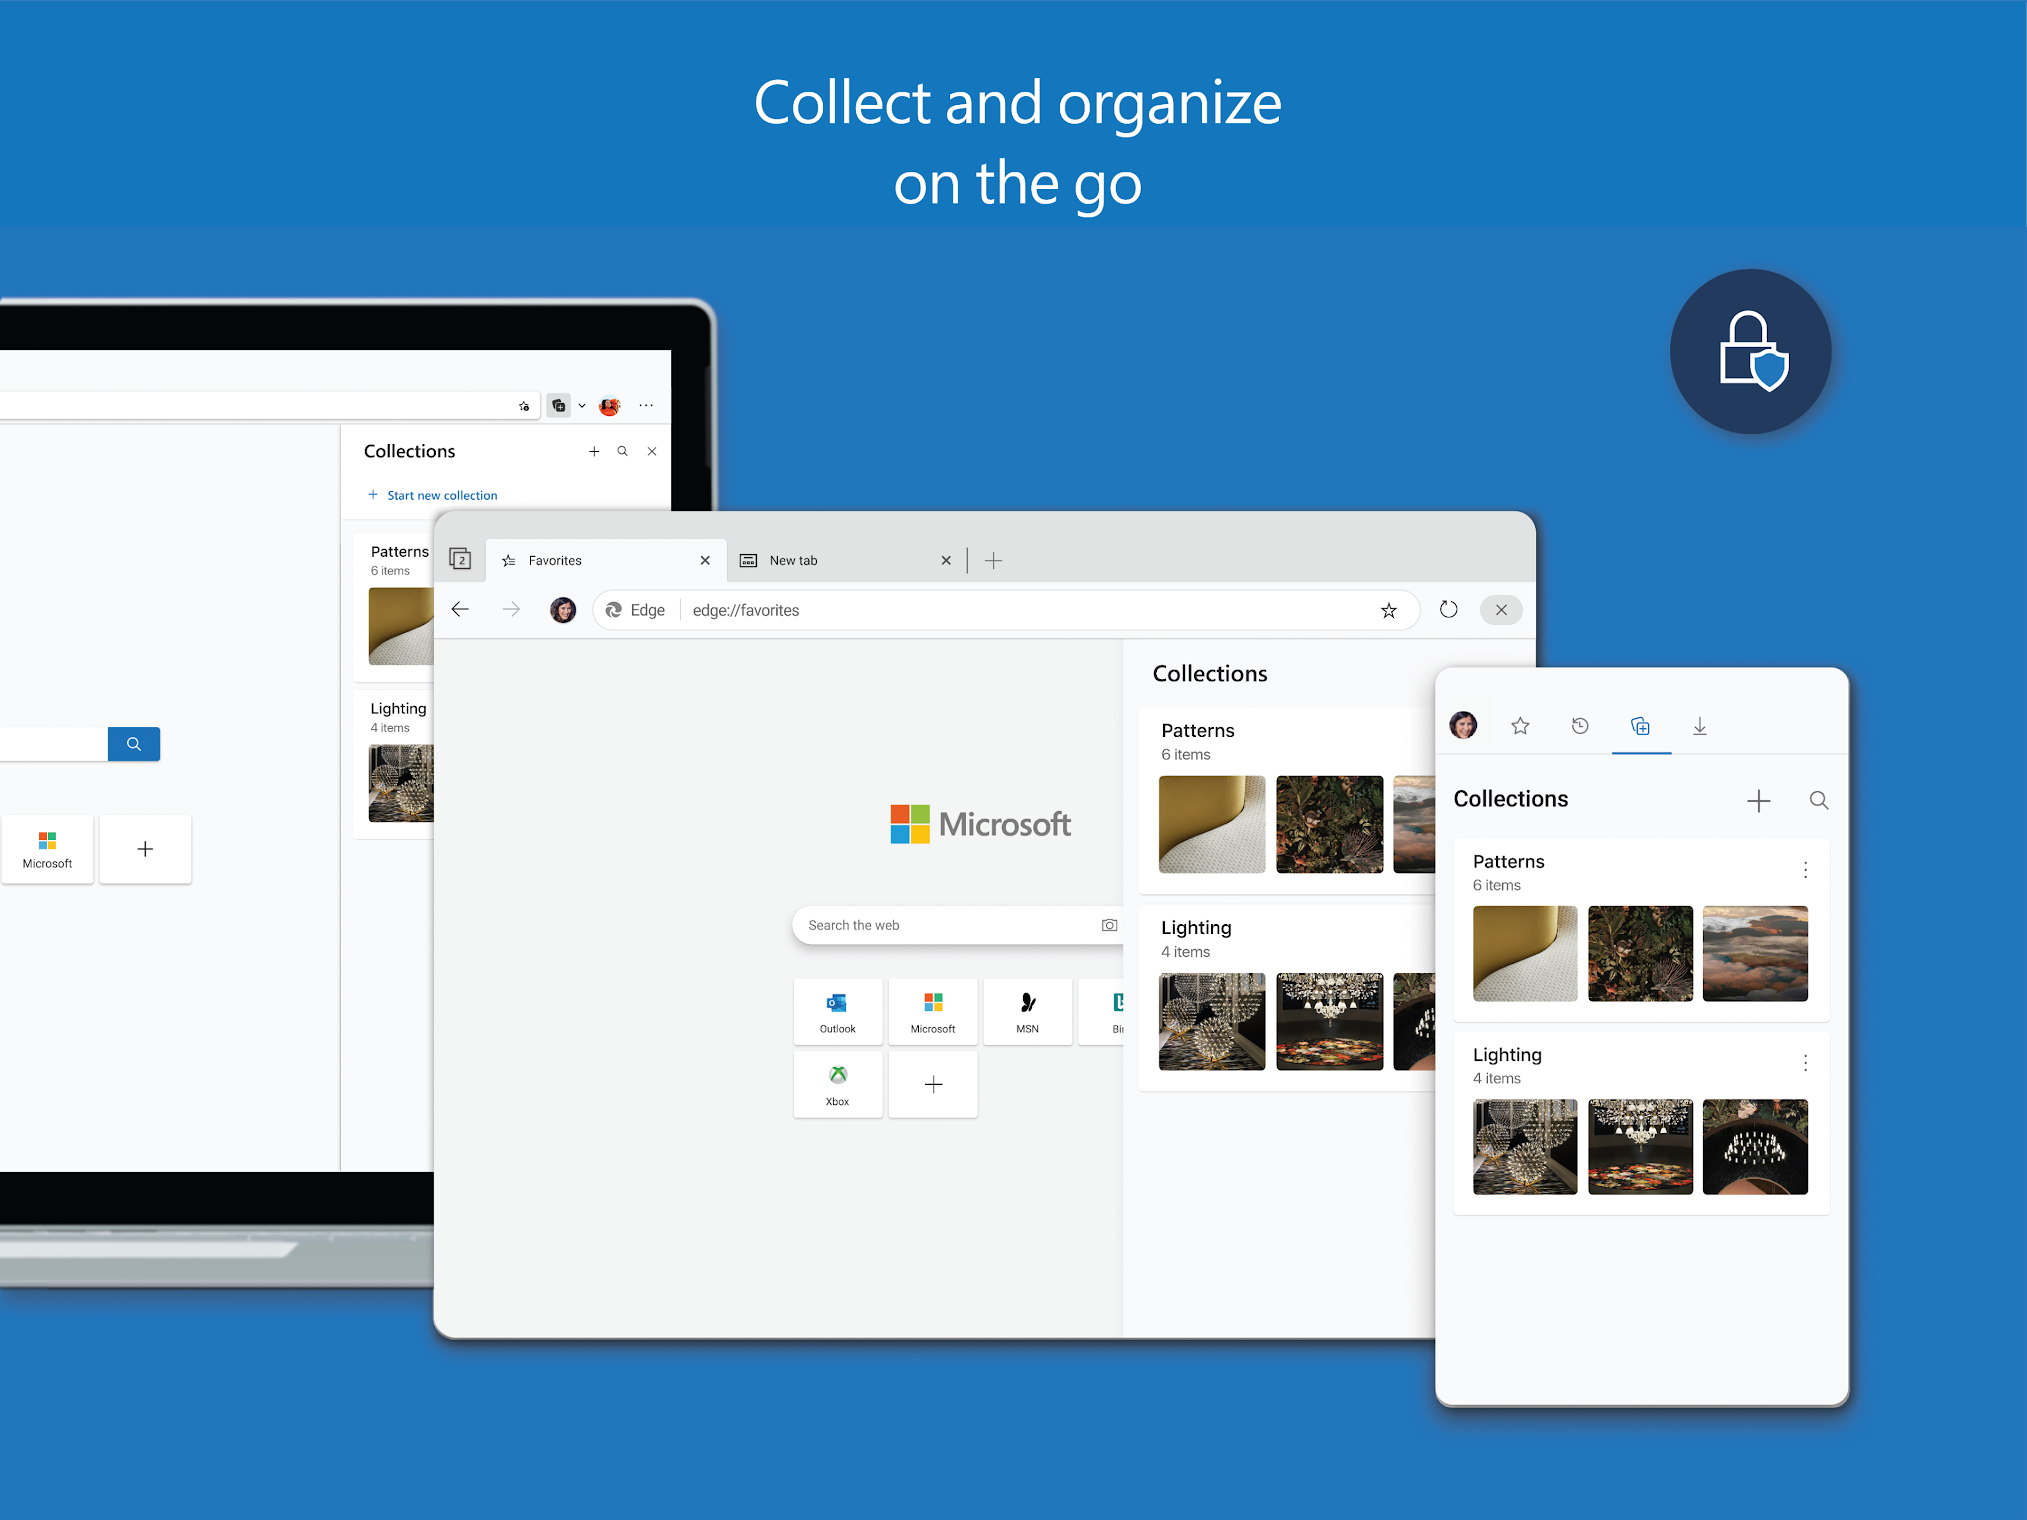 Collect and organize
on the go
Collections
Start new collection
Patterns
6 items
Lighting
4 items
Microsoft
2
Favorites
New tab
Edge
edge://favorites
Microsoft
Search the web
Outlook
Microsoft
MSN
Xbox
Collections
Patterns
6 items
Lighting
4 items
Collections
Patterns
6 items
Lighting
4 items